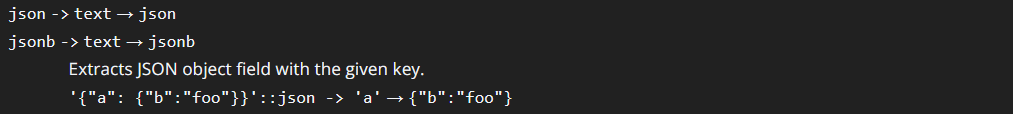 json -> text → json
jsonb -> text → jsonb
Extracts JSON object field with the given key.
'{"a": {"b":"foo"}}'::json -> 'a' → {"b":"foo"}